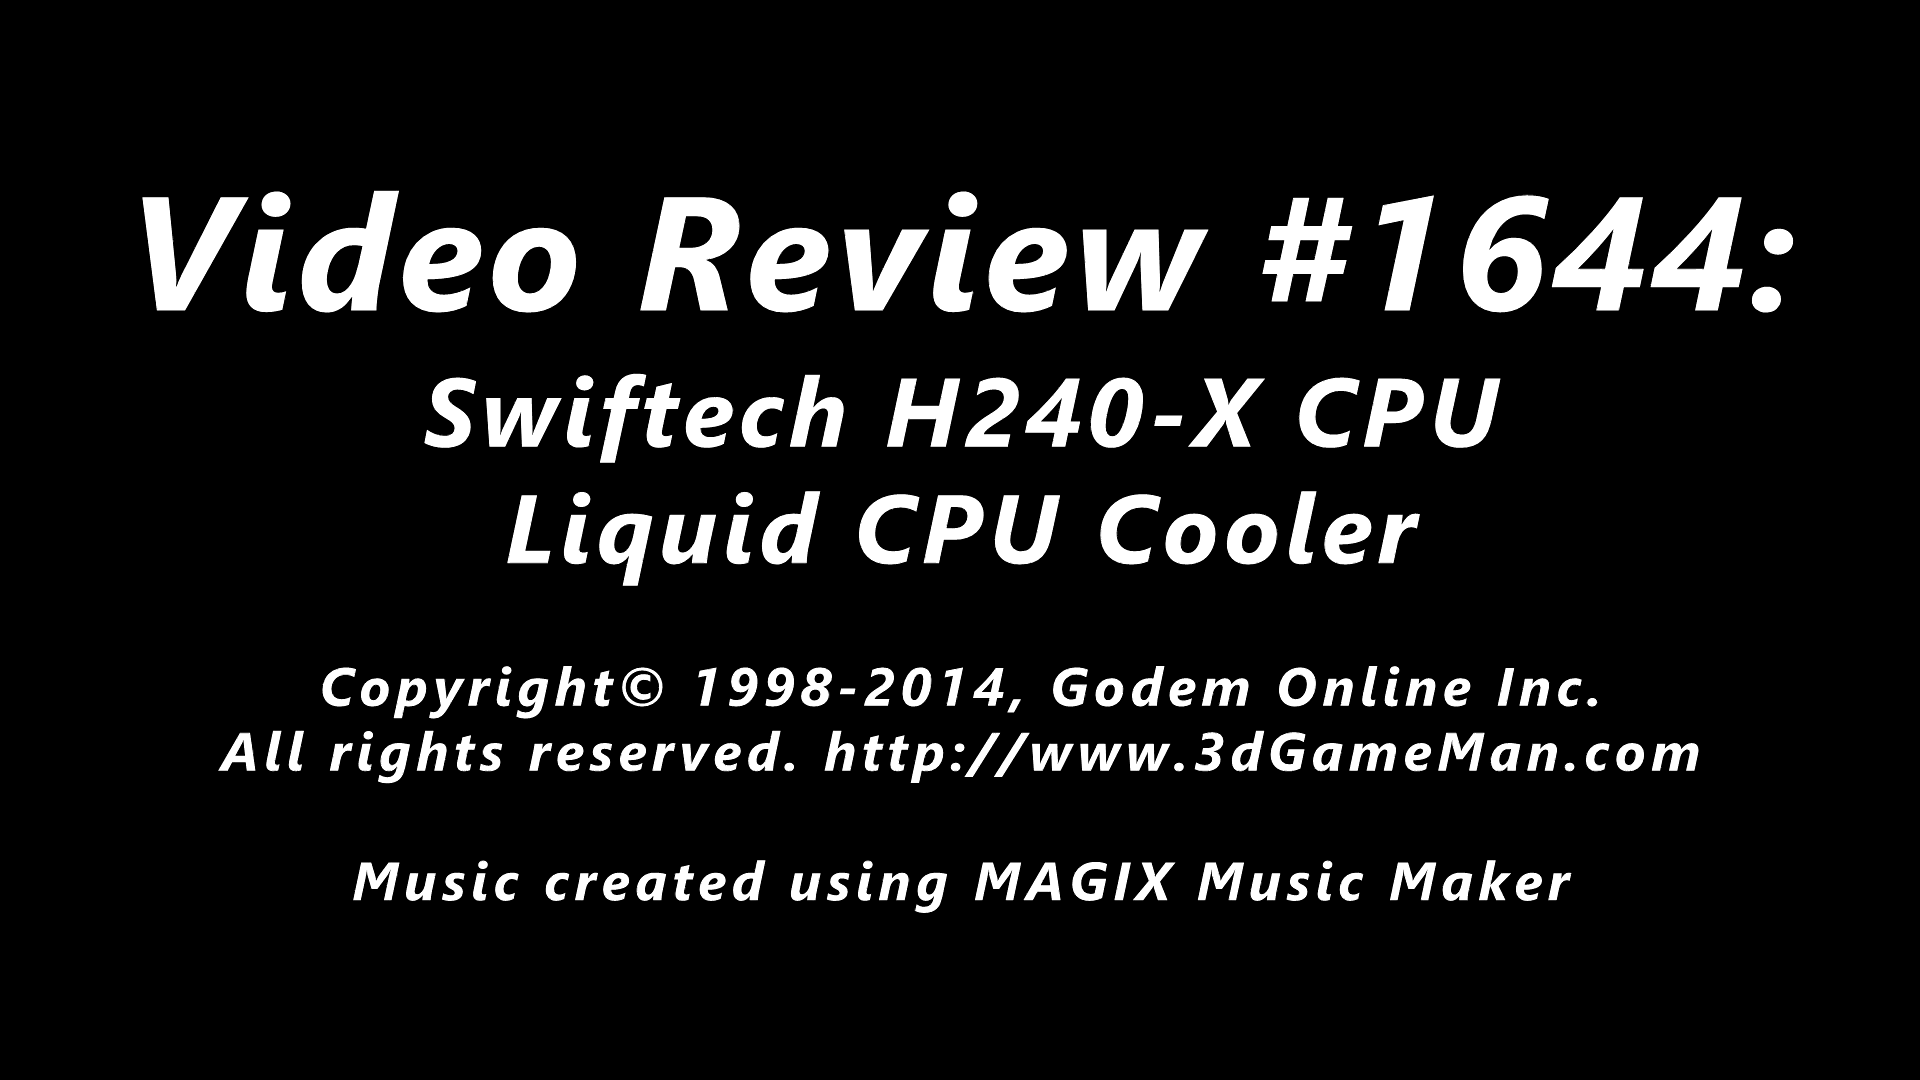 Video Review #1644:
Swiftech H240-X CPU
Liquid CPU Cooler
Copyright© 1998-2014, Godem Online Inc.
All rights reserved. http://www.3dGameMan.com
Music created using MAGIX Music Maker